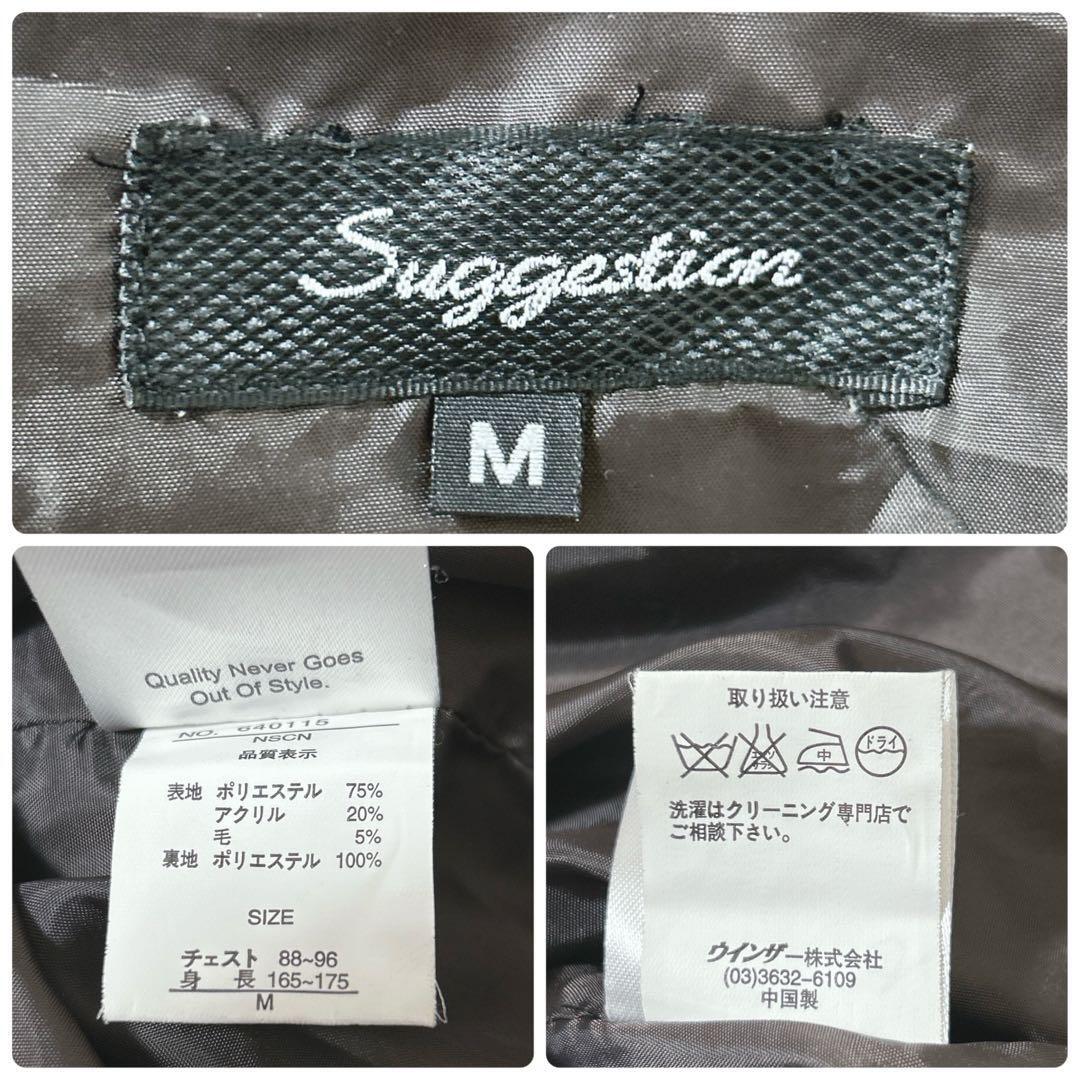 Suggestion
M
Quality Never Goes
Out Of Style.
NO. 640115
NSCN
品質表示
表地 ポリエステル 75%
アクリル 20%
毛 5%
裏地 ポリエステル 100%
SIZE
チェスト 88~96
身長 165~175
M
取り扱い注意
中
ドライ
洗濯はクリーニング専門店で
ご相談下さい。
ウインザー株式会社
(03)3632-6109
中国製